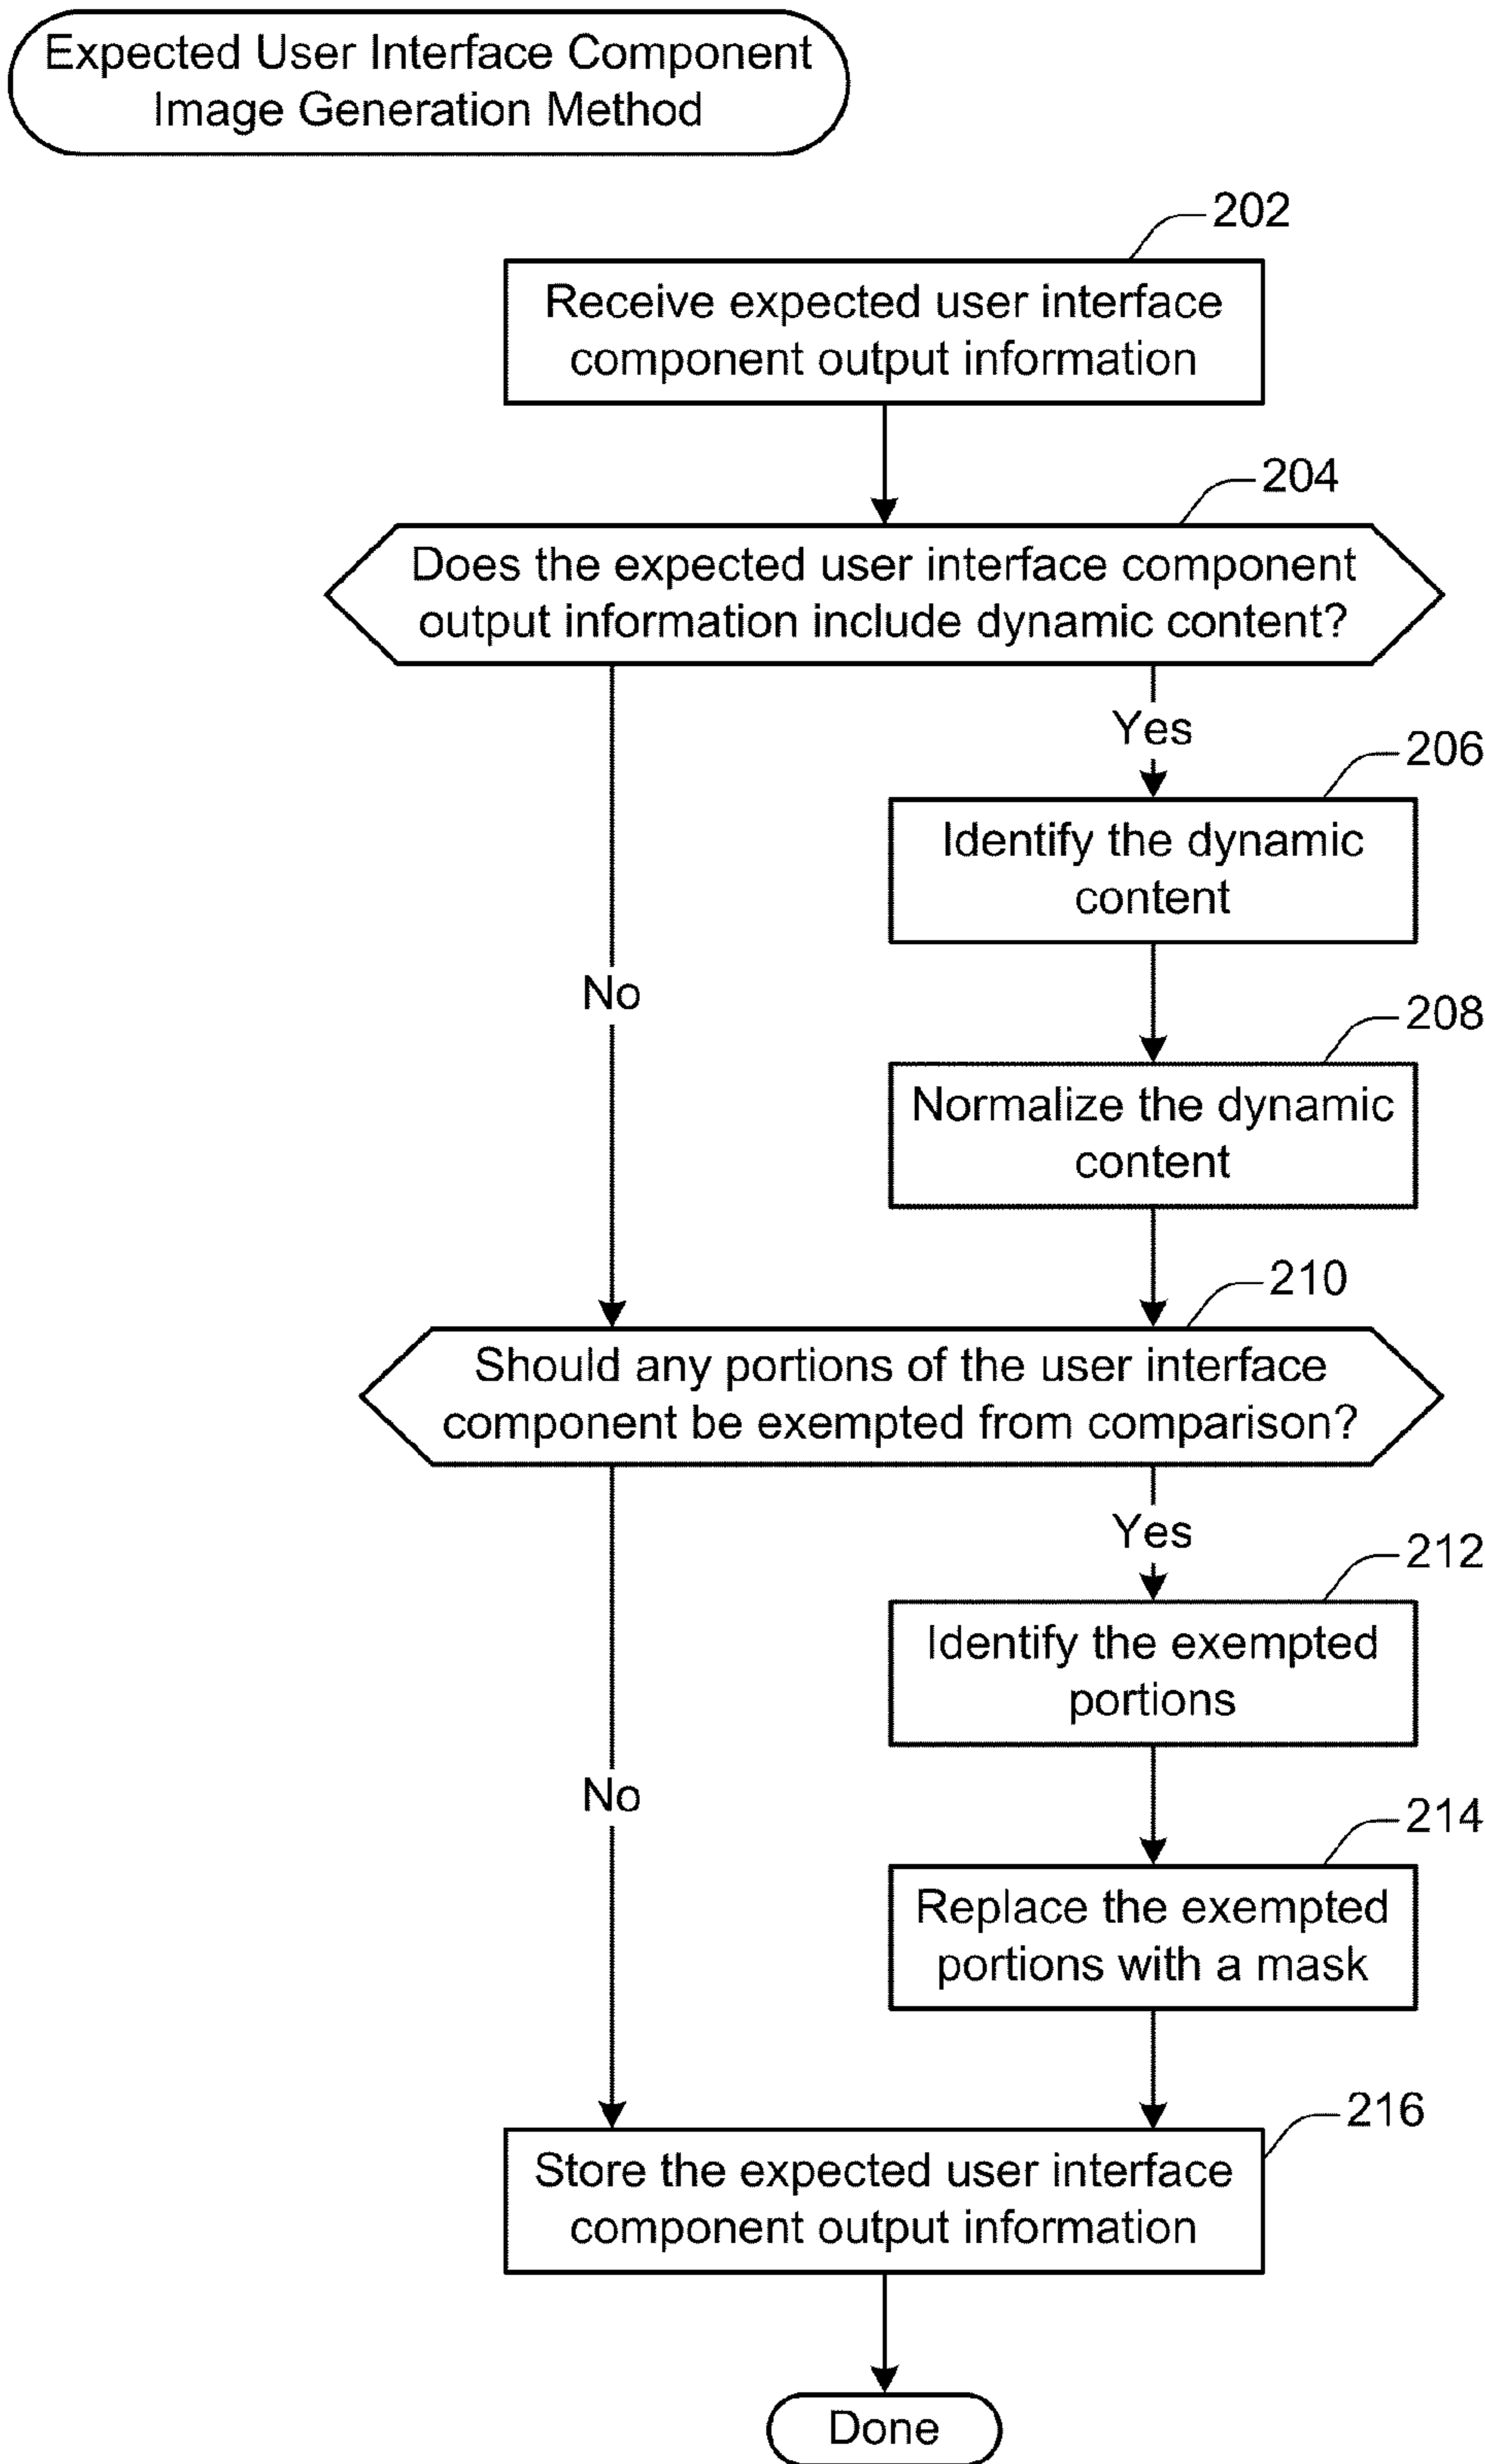 Expected User Interface Component
Image Generation Method
202
Receive expected user interface
component output information
204
Does the expected user interface component
output information include dynamic content?
Yes
206
Identify the dynamic
content
No
208
Normalize the dynamic
content
210
Should any portions of the user interface
component be exempted from comparison?
Yes
212
Identify the exempted
portions
No
214
Replace the exempted
portions with a mask
216
Store the expected user interface
component output information
Done